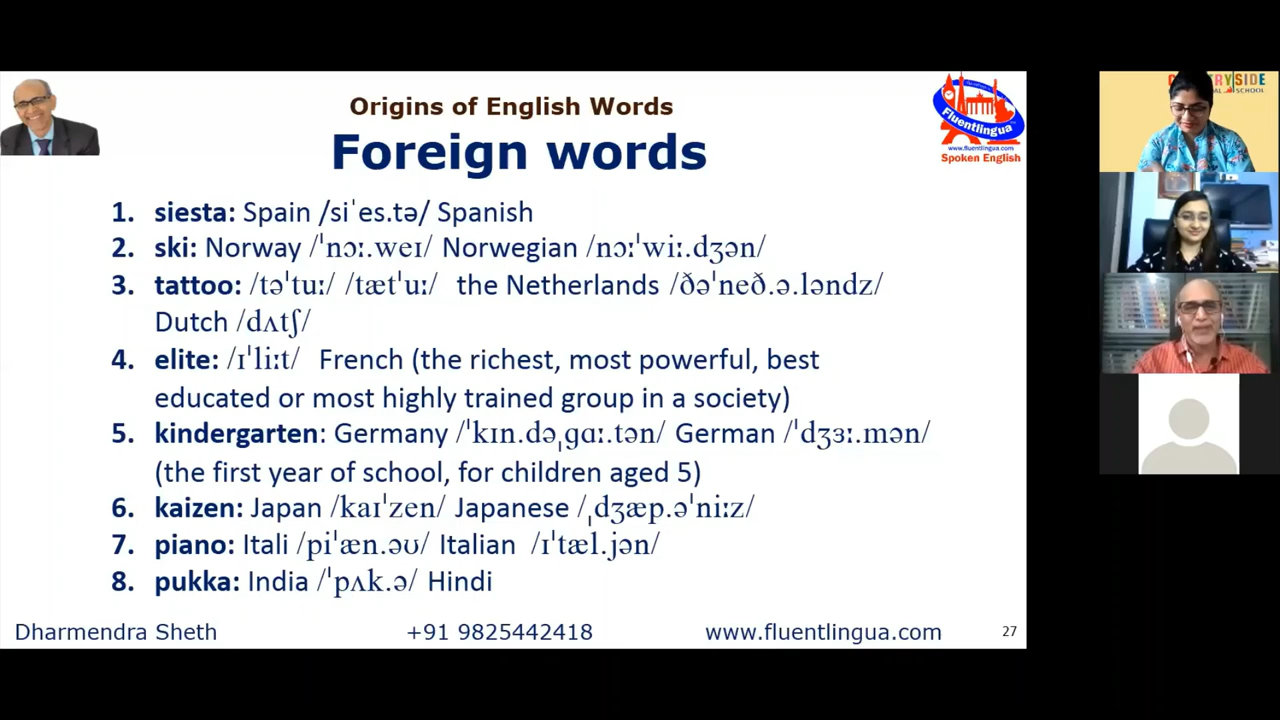 Origins of English Words
Foreign words
Fluentlingua
www.fluentlingua.com
Spoken English
1. siesta: Spain /siˈes.tə/ Spanish
2. ski: Norway /ˈnɔː.weɪ/ Norwegian /nɔːˈwiː.dʒən/
3. tattoo: /təˈtuː/ /tætˈuː/ the Netherlands /ðəˈneð.ə.ləndz/
Dutch /dʌtʃ/
4. elite: /ɪˈliːt/ French (the richest, most powerful, best
educated or most highly trained group in a society)
5. kindergarten: Germany /ˈkɪn.dəˌɡɑː.tən/ German /ˈdʒɜː.mən/
(the first year of school, for children aged 5)
6. kaizen: Japan /kaɪˈzen/ Japanese /ˌdʒæp.əˈniːz/
7. piano: Itali /piˈæn.əʊ/ Italian /ɪˈtæl.jən/
8. pukka: India /ˈpʌk.ə/ Hindi
Dharmendra Sheth +91 9825442418 www.fluentlingua.com 27
SCHOOL